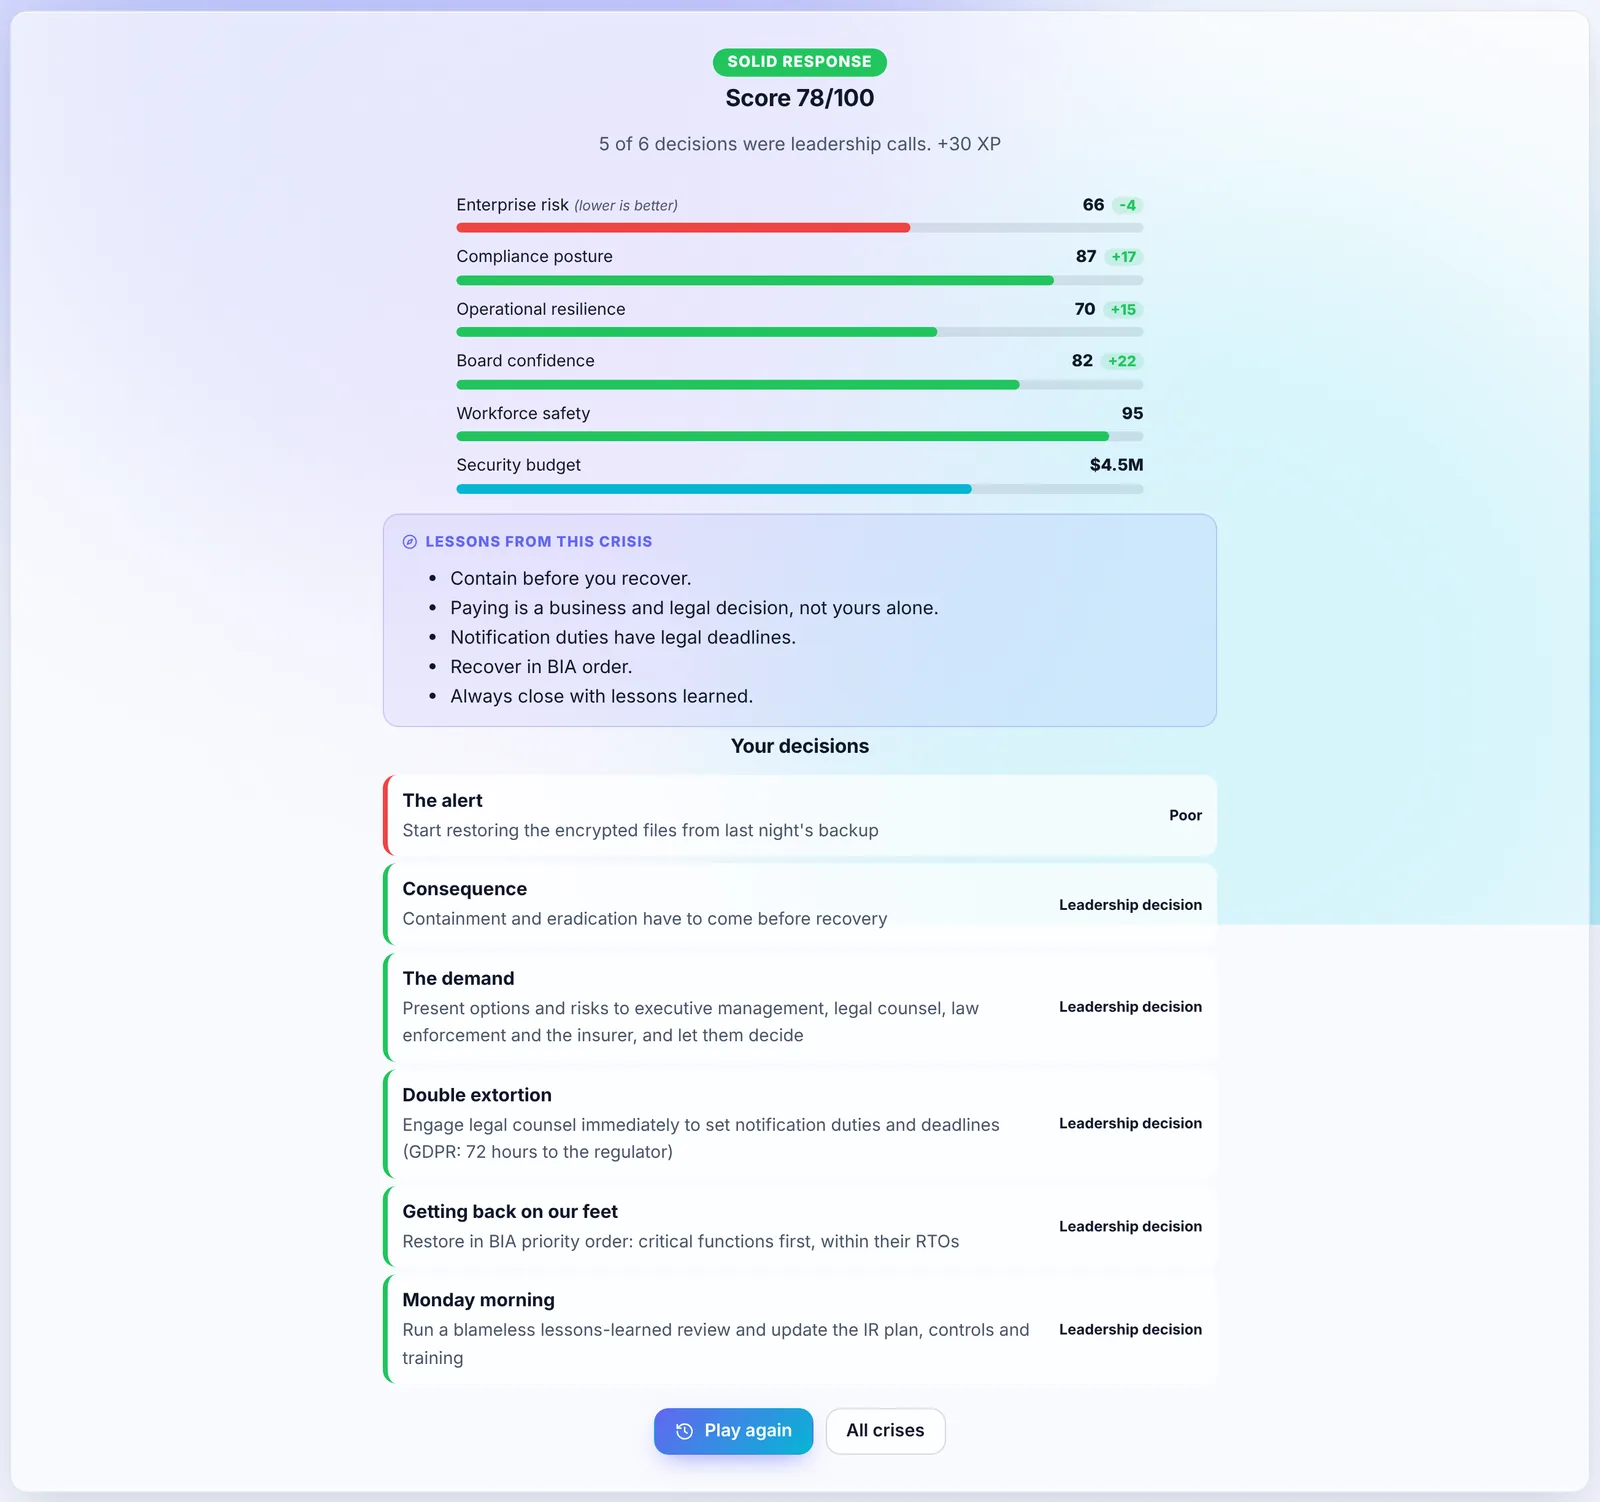 SOLID RESPONSE
Score 78/100
5 of 6 decisions were leadership calls. +30 XP
Enterprise risk (lower is better) 66 -4
Compliance posture 87 +17
Operational resilience 70 +15
Board confidence 82 +22
Workforce safety 95
Security budget $4.5M
LESSONS FROM THIS CRISIS
• Contain before you recover.
• Paying is a business and legal decision, not yours alone.
• Notification duties have legal deadlines.
• Recover in BIA order.
• Always close with lessons learned.
Your decisions
The alert
Start restoring the encrypted files from last night's backup
Poor
Consequence
Containment and eradication have to come before recovery
Leadership decision
The demand
Present options and risks to executive management, legal counsel, law
enforcement and the insurer, and let them decide
Leadership decision
Double extortion
Engage legal counsel immediately to set notification duties and deadlines
(GDPR: 72 hours to the regulator)
Leadership decision
Getting back on our feet
Restore in BIA priority order: critical functions first, within their RTOs
Leadership decision
Monday morning
Run a blameless lessons-learned review and update the IR plan, controls and
training
Leadership decision
Play again
All crises